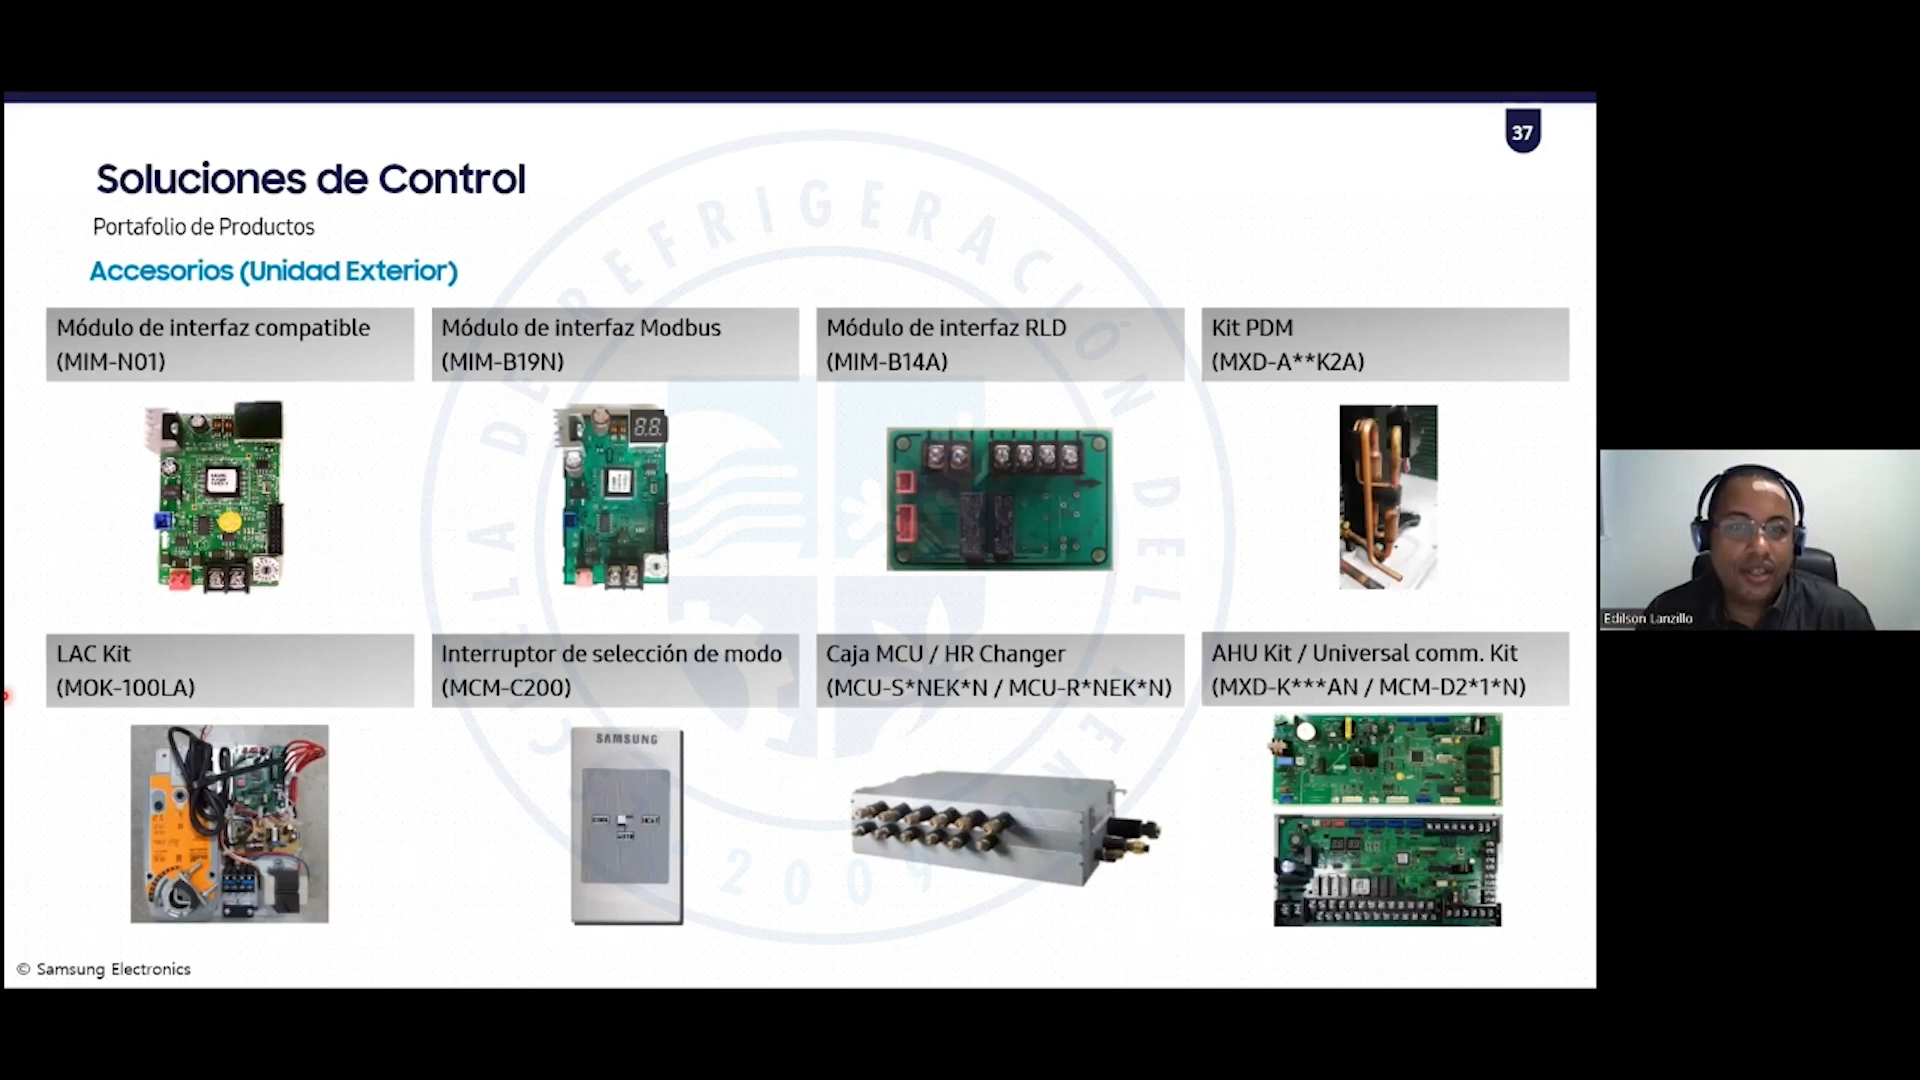 37
Soluciones de Control
Portafolio de Productos
Accesorios (Unidad Exterior)
Módulo de interfaz compatible
(MIM-N01)
Módulo de interfaz Modbus
(MIM-B19N)
Módulo de interfaz RLD
(MIM-B14A)
Kit PDM
(MXD-A**K2A)
LAC Kit
(MOK-100LA)
Interruptor de selección de modo
(MCM-C200)
Caja MCU / HR Changer
(MCU-S*NEK*N / MCU-R*NEK*N)
AHU Kit / Universal comm. Kit
(MXD-K***AN / MCM-D2*1*N)
SAMSUNG
COOL
HEAT
© Samsung Electronics
Edilson Lanzillo